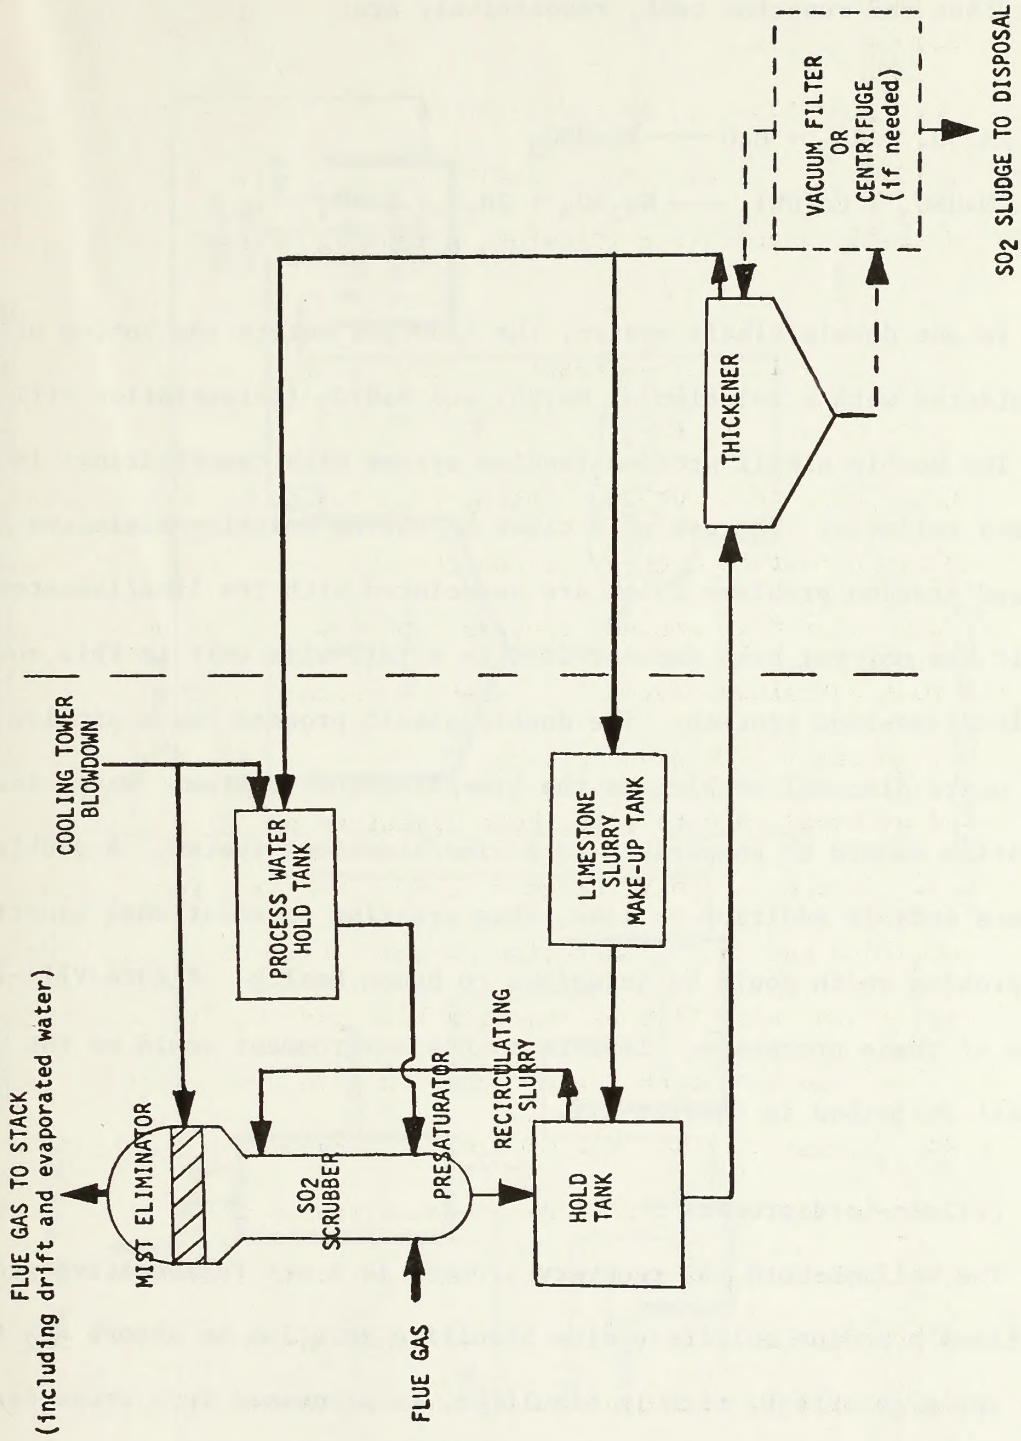 FLUE GAS TO STACK
(including drift and evaporated water)
COOLING TOWER
BLOWDOWN
MIST ELIMINATOR
PROCESS WATER
HOLD TANK
SO2
SCRUBBER
PRESATURATOR
FLUE GAS
RECIRCULATING
SLURRY
HOLD
TANK
LIMESTONE
SLURRY
MAKE-UP TANK
THICKENER
VACUUM FILTER
OR
CENTRIFUGE
(if needed)
SO2 SLUDGE TO DISPOSAL